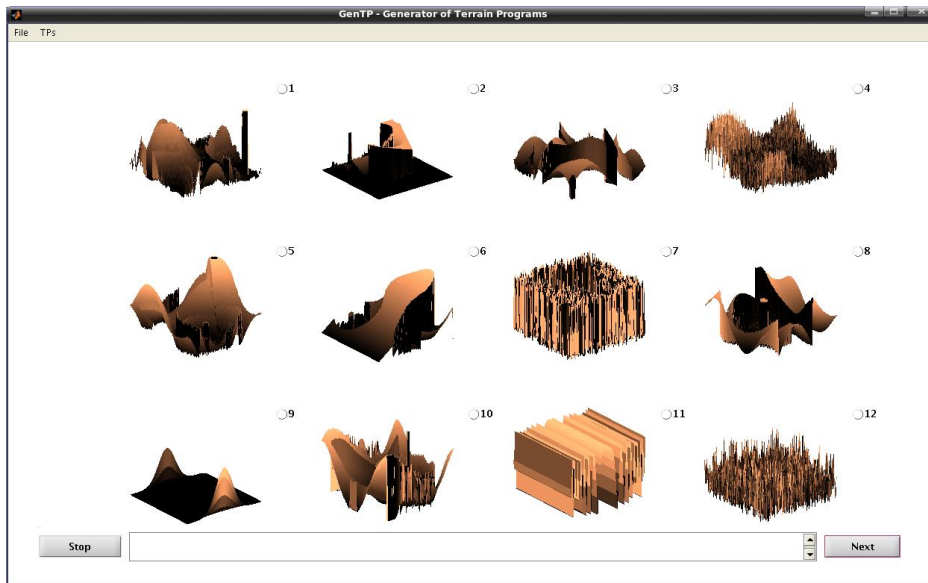 GenTP - Generator of Terrain Programs
File TPs
1 2 3 4
5 6 7 8
9 10 11 12
Stop Next